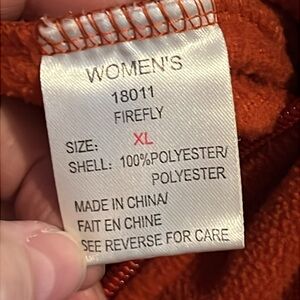 WOMEN'S
18011
FIREFLY
SIZE: XL
SHELL: 100%POLYESTER/
POLYESTER
MADE IN CHINA/
FAIT EN CHINE
SEE REVERSE FOR CARE